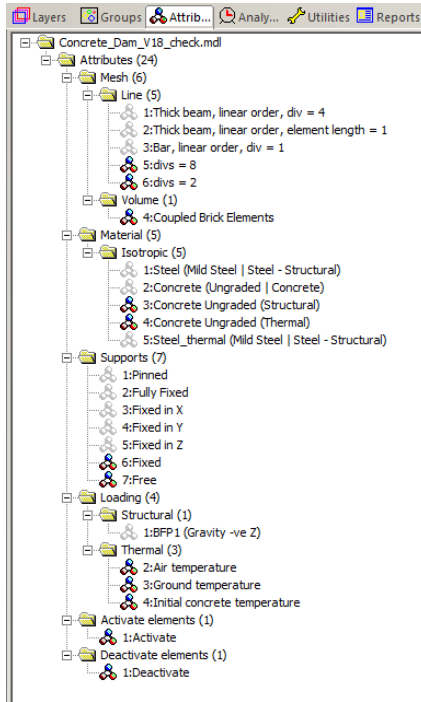 Layers Groups Attrib... Analy... Utilities Reports
Concrete_Dam_V18_check.mdl
Attributes (24)
Mesh (6)
Line (5)
1:Thick beam, linear order, div = 4
2:Thick beam, linear order, element length = 1
3:Bar, linear order, div = 1
5:divs = 8
6:divs = 2
Volume (1)
4:Coupled Brick Elements
Material (5)
Isotropic (5)
1:Steel (Mild Steel | Steel - Structural)
2:Concrete (Ungraded | Concrete)
3:Concrete Ungraded (Structural)
4:Concrete Ungraded (Thermal)
5:Steel_thermal (Mild Steel | Steel - Structural)
Supports (7)
1:Pinned
2:Fully Fixed
3:Fixed in X
4:Fixed in Y
5:Fixed in Z
6:Fixed
7:Free
Loading (4)
Structural (1)
1:BFP1 (Gravity -ve Z)
Thermal (3)
2:Air temperature
3:Ground temperature
4:Initial concrete temperature
Activate elements (1)
1:Activate
Deactivate elements (1)
1:Deactivate